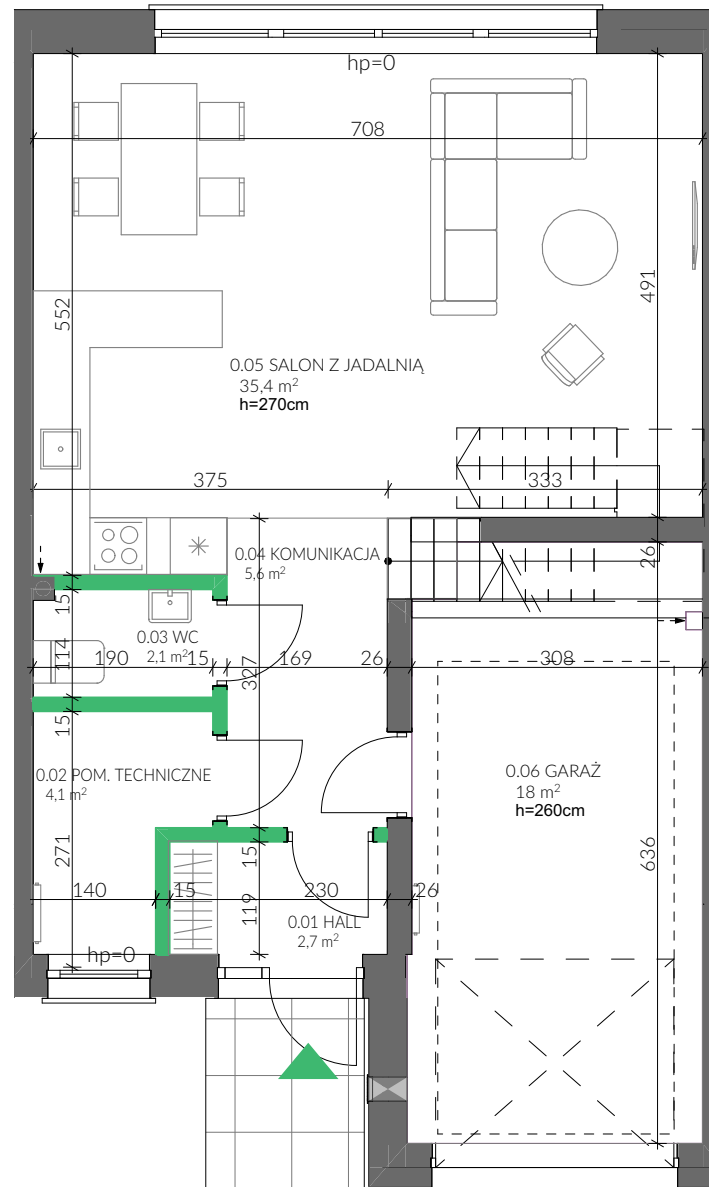 hp=0
708
552
491
0.05 SALON Z JADALNIĄ
35,4 m²
h=270cm
375
333
0.04 KOMUNIKACJA
5,6 m²
26
15
0.03 WC
2,1 m²
114
190
15
169
26
308
327
15
0.02 POM. TECHNICZNE
4,1 m²
0.06 GARAŻ
18 m²
h=260cm
271
15
636
140
15
230
26
119
0.01 HALL
2,7 m²
hp=0